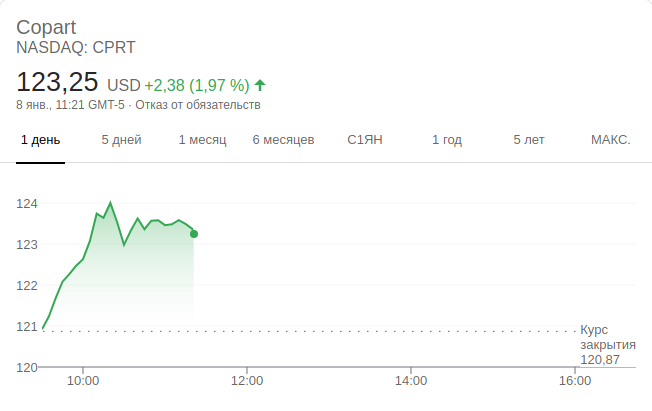 Copart
NASDAQ: CPRT
123,25 USD +2,38 (1,97 %)
8 янв., 11:21 GMT-5 · Отказ от обязательств
1 день 5 дней 1 месяц 6 месяцев С1ЯН 1 год 5 лет МАКС.
124
123
122
121
120
Курс
закрытия
120,87
10:00 12:00 14:00 16:00